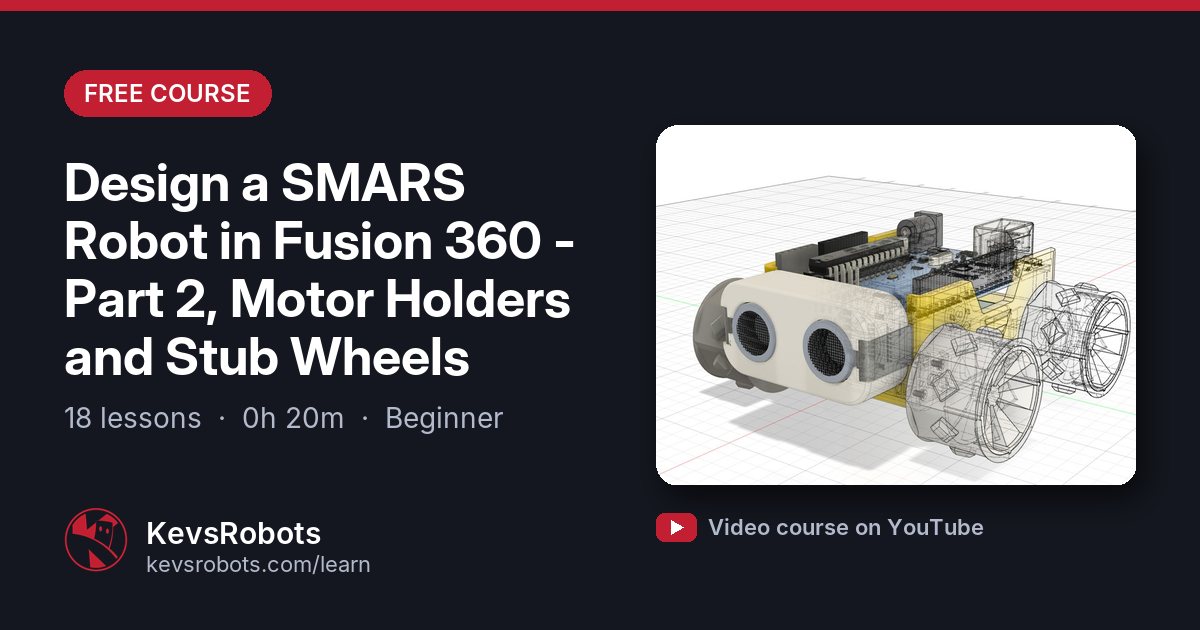 FREE COURSE
Design a SMARS
Robot in Fusion 360 -
Part 2, Motor Holders
and Stub Wheels
18 lessons · 0h 20m · Beginner
KevsRobots
kevsrobots.com/learn
Video course on YouTube